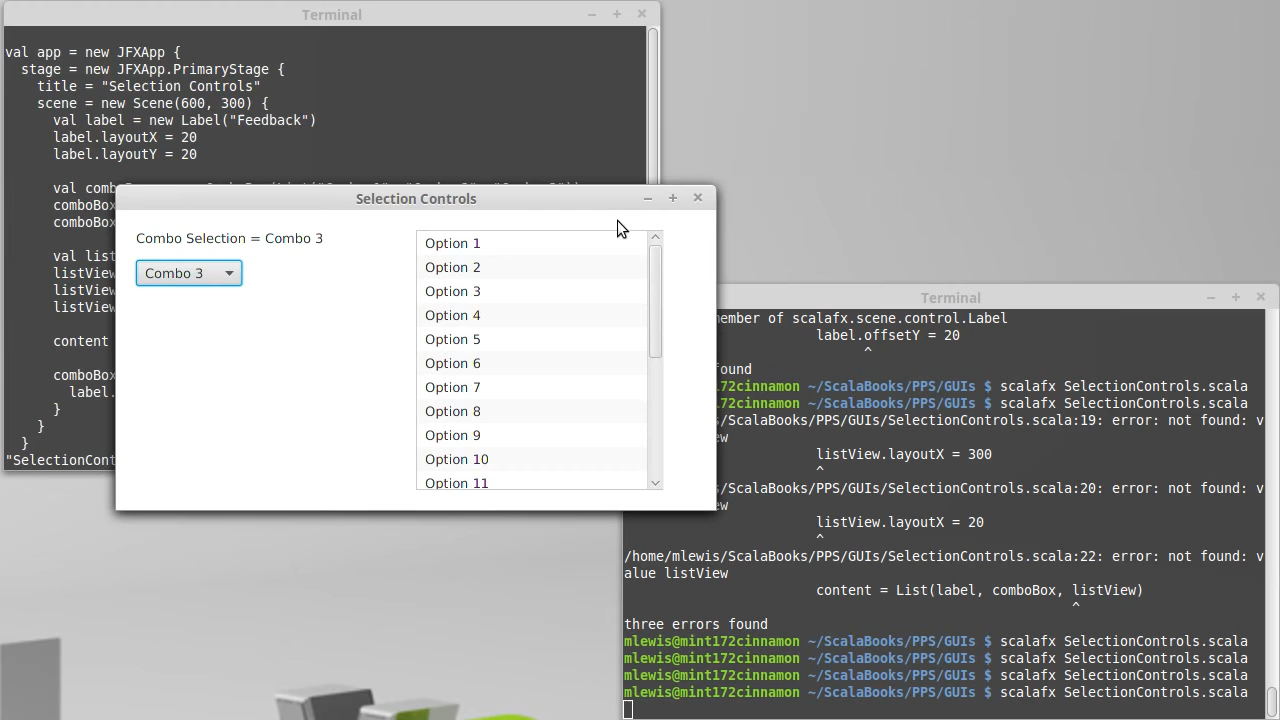 Terminal
val app = new JFXApp {
stage = new JFXApp.PrimaryStage {
title = "Selection Controls"
scene = new Scene(600, 300) {
val label = new Label("Feedback")
label.layoutX = 20
label.layoutY = 20
val comb
comboBox
comboBox
val list
listView
listView
listView
content
comboBox
label.
}
}
}
"SelectionCont
Selection Controls
Combo Selection = Combo 3
Combo 3
Option 1
Option 2
Option 3
Option 4
Option 5
Option 6
Option 7
Option 8
Option 9
Option 10
Option 11
Terminal
member of scalafx.scene.control.Label
label.offsetY = 20
^
found
172cinnamon ~/ScalaBooks/PPS/GUIs $ scalafx SelectionControls.scala
172cinnamon ~/ScalaBooks/PPS/GUIs $ scalafx SelectionControls.scala
s/ScalaBooks/PPS/GUIs/SelectionControls.scala:19: error: not found: v
ew
listView.layoutX = 300
^
s/ScalaBooks/PPS/GUIs/SelectionControls.scala:20: error: not found: v
ew
listView.layoutX = 20
^
/home/mlewis/ScalaBooks/PPS/GUIs/SelectionControls.scala:22: error: not found: v
alue listView
content = List(label, comboBox, listView)
^
three errors found
mlewis@mint172cinnamon ~/ScalaBooks/PPS/GUIs $ scalafx SelectionControls.scala
mlewis@mint172cinnamon ~/ScalaBooks/PPS/GUIs $ scalafx SelectionControls.scala
mlewis@mint172cinnamon ~/ScalaBooks/PPS/GUIs $ scalafx SelectionControls.scala
mlewis@mint172cinnamon ~/ScalaBooks/PPS/GUIs $ scalafx SelectionControls.scala